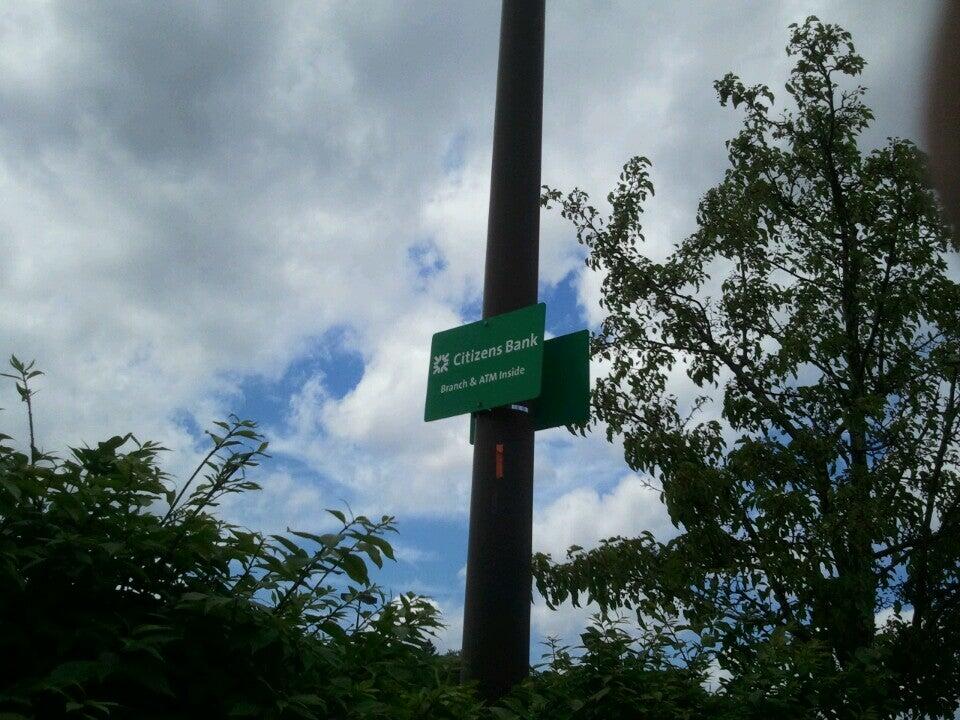 Citizens Bank
Branch & ATM Inside